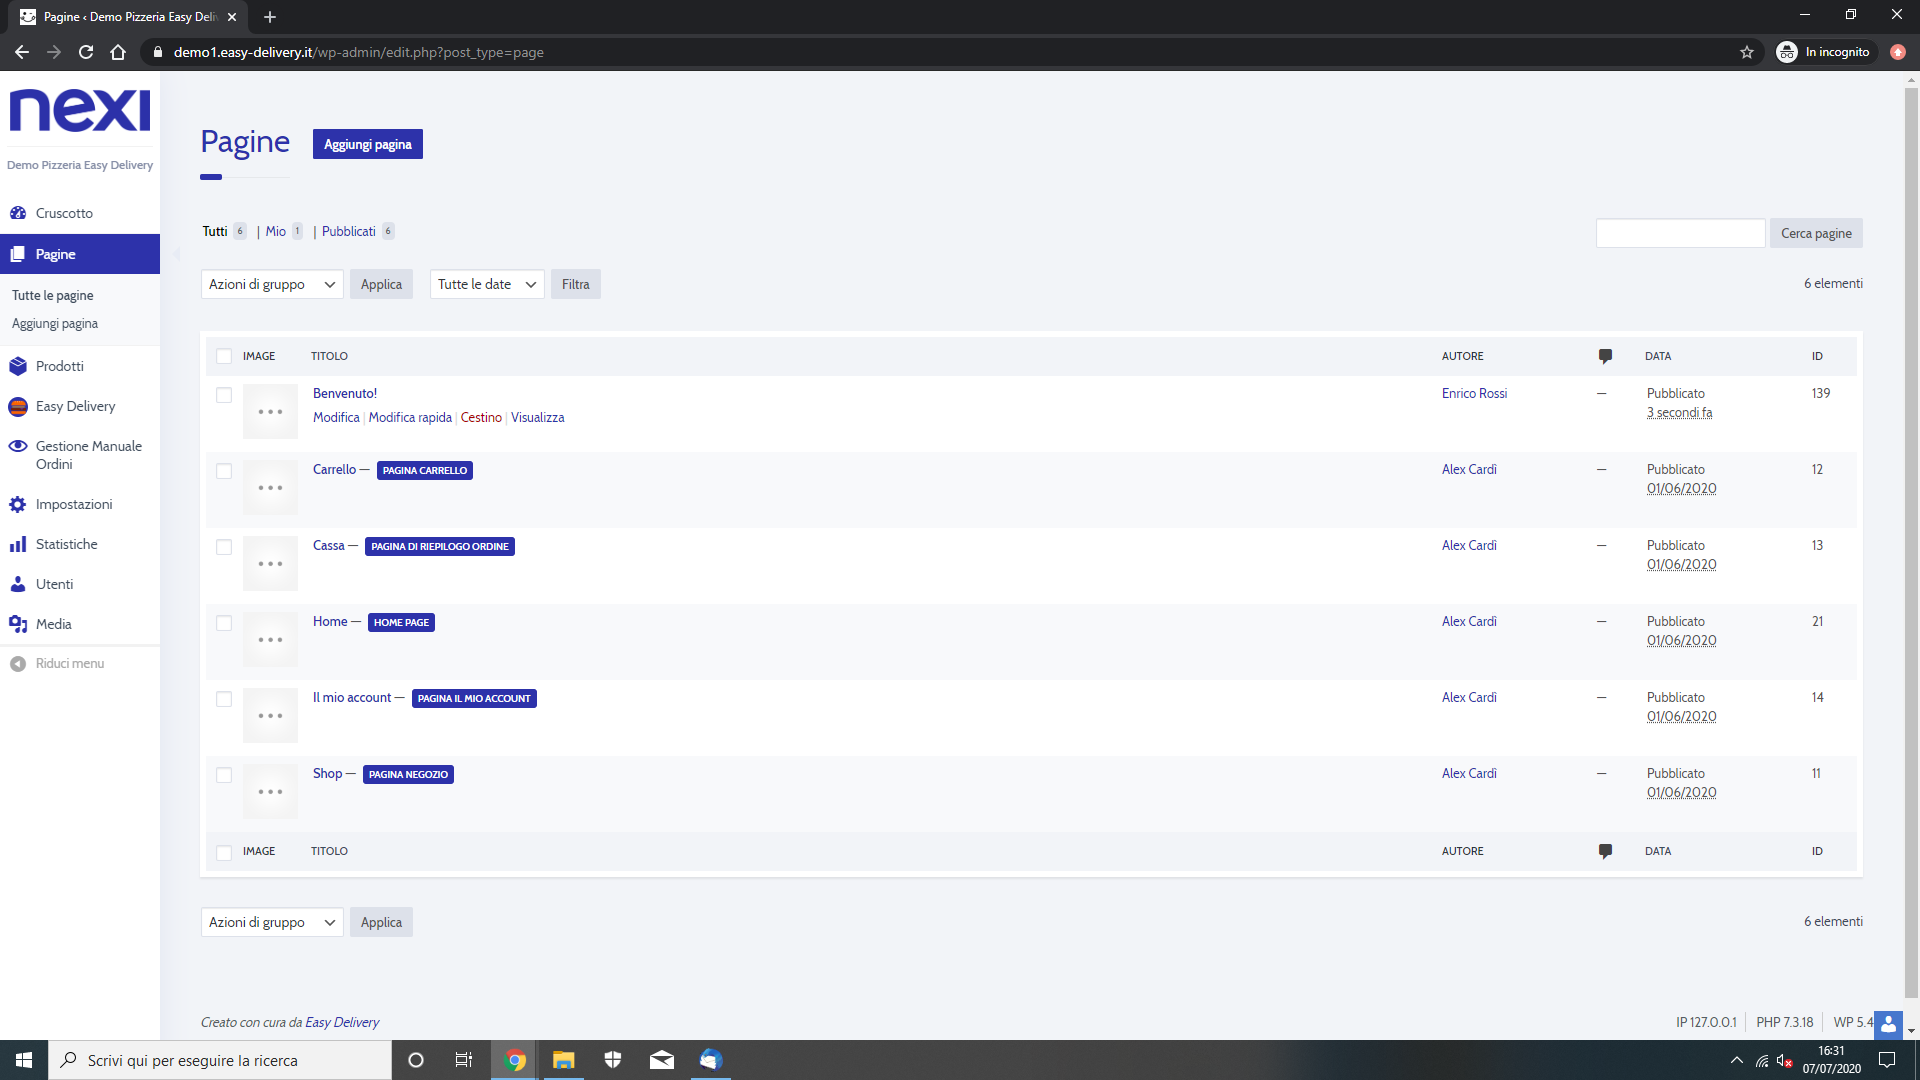 Pagine ‹ Demo Pizzeria Easy Deliv
demo1.easy-delivery.it/wp-admin/edit.php?post_type=page
In incognito
nexi
Demo Pizzeria Easy Delivery
Cruscotto
Pagine
Tutte le pagine
Aggiungi pagina
Prodotti
Easy Delivery
Gestione Manuale
Ordini
Impostazioni
Statistiche
Utenti
Media
Riduci menu
Pagine Aggiungi pagina
Tutti 6 | Mio 1 | Pubblicati 6
Cerca pagine
Azioni di gruppo Applica Tutte le date Filtra 6 elementi
IMAGE TITOLO AUTORE DATA ID
Benvenuto! Enrico Rossi — Pubblicato 139
Modifica | Modifica rapida | Cestino | Visualizza 3 secondi fa
Carrello — PAGINA CARRELLO Alex Cardì — Pubblicato 12
01/06/2020
Cassa — PAGINA DI RIEPILOGO ORDINE Alex Cardì — Pubblicato 13
01/06/2020
Home — HOME PAGE Alex Cardì — Pubblicato 21
01/06/2020
Il mio account — PAGINA IL MIO ACCOUNT Alex Cardì — Pubblicato 14
01/06/2020
Shop — PAGINA NEGOZIO Alex Cardì — Pubblicato 11
01/06/2020
IMAGE TITOLO AUTORE DATA ID
Azioni di gruppo Applica 6 elementi
Creato con cura da Easy Delivery
IP 127.0.0.1 PHP 7.3.18 WP 5.4
Scrivi qui per eseguire la ricerca
16:31
07/07/2020